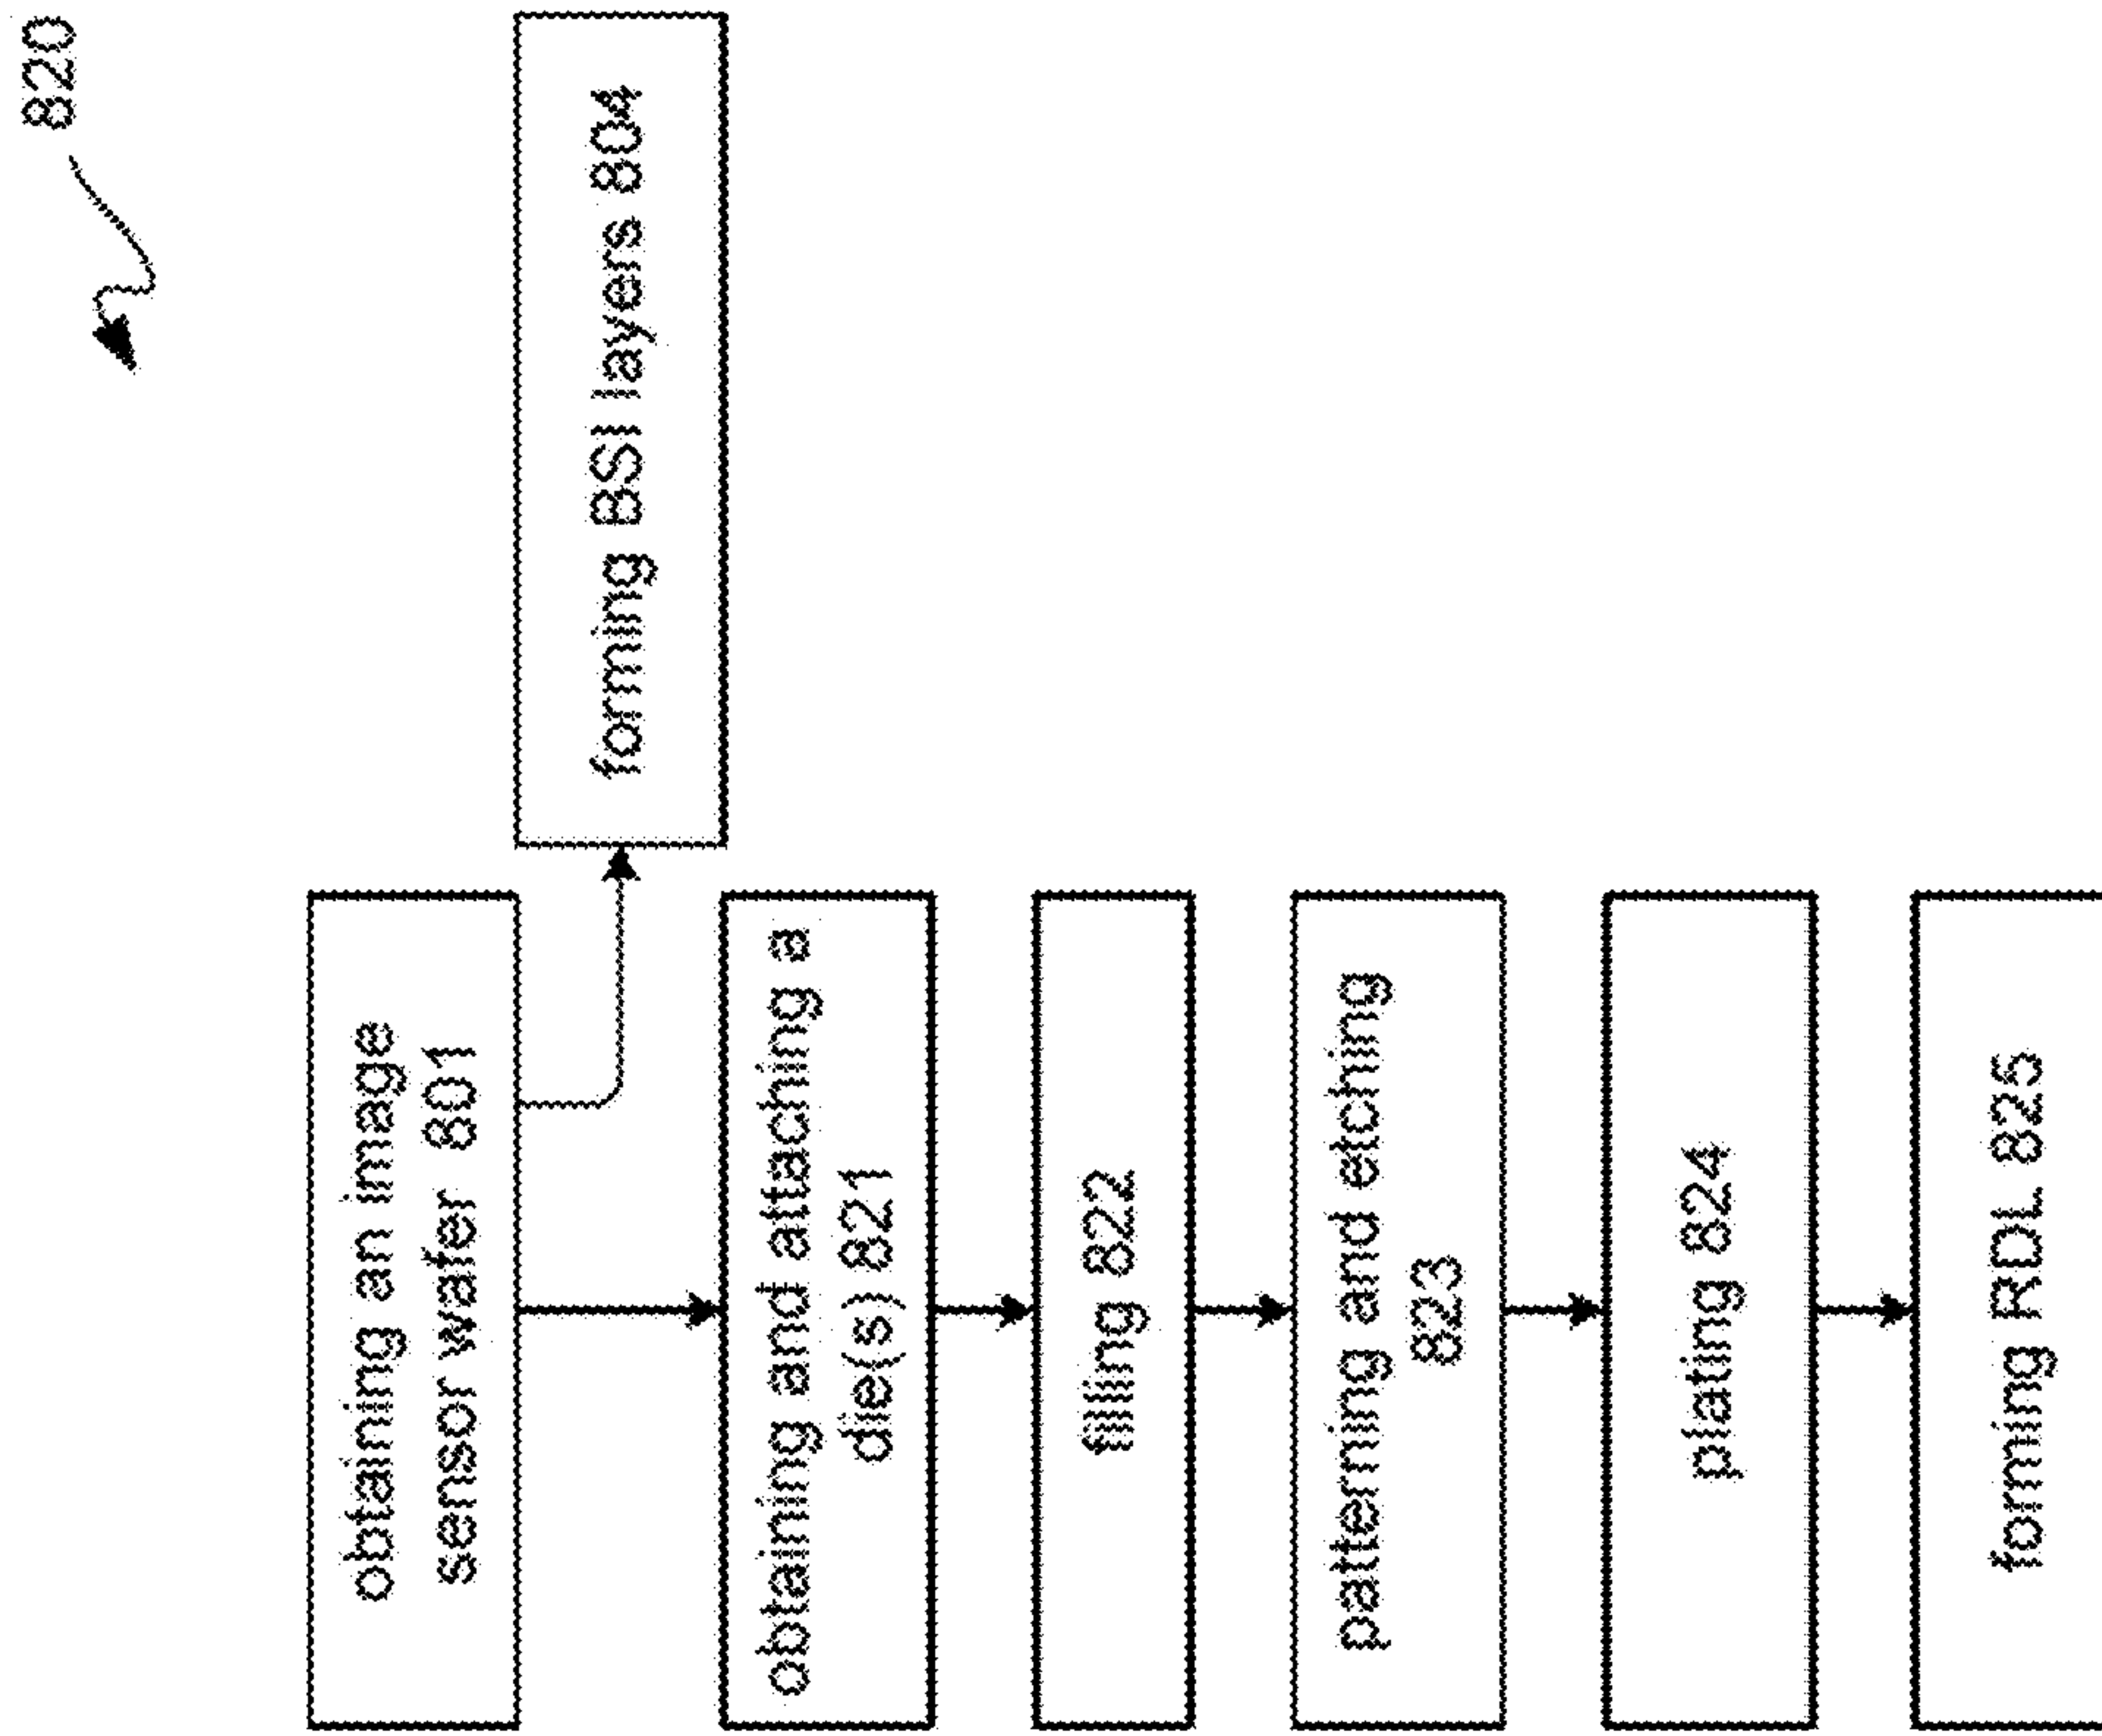 820
obtaining an image
sensor wafer 801
forming BSI layers 804
obtaining and attaching a
die(s) 821
filling 822
patterning and etching
823
plating 824
forming RDL 825